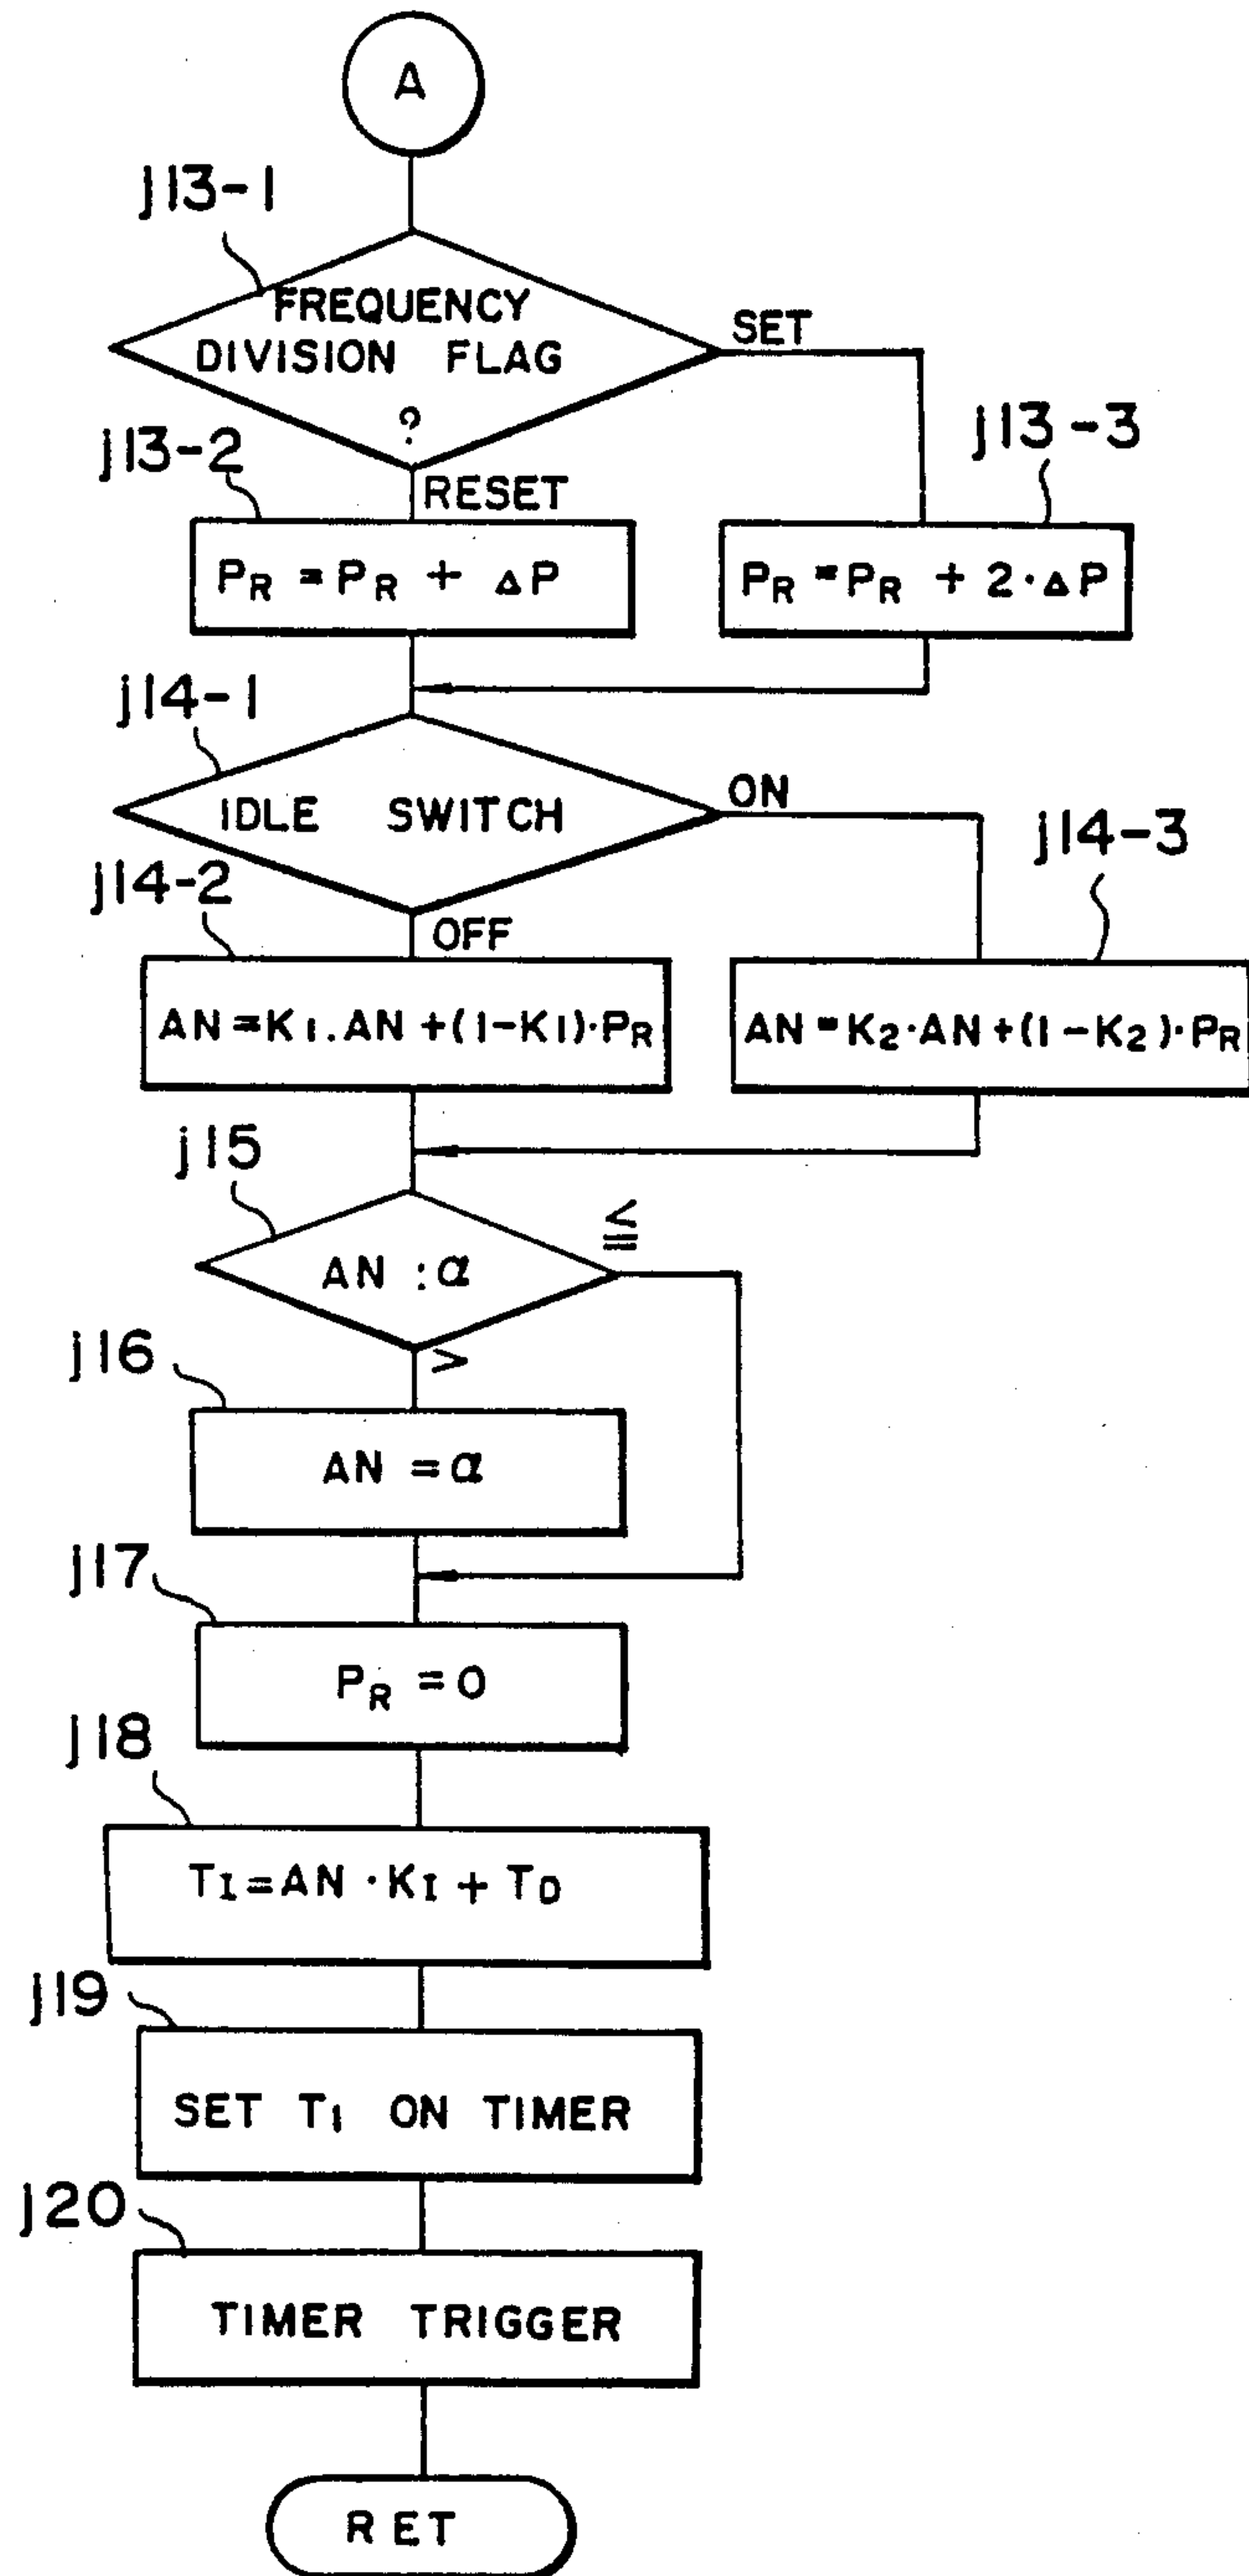 A
j13-1
FREQUENCY
DIVISION FLAG
?
SET
j13-2
RESET
j13-3
PR = PR + ΔP
PR = PR + 2·ΔP
j14-1
IDLE SWITCH
ON
j14-2
OFF
j14-3
AN = K1.AN + (1-K1)·PR
AN = K2·AN + (1-K2)·PR
j15
AN : α
≦
j16
>
AN = α
j17
PR = 0
j18
TI = AN · KI + TD
j19
SET TI ON TIMER
j20
TIMER TRIGGER
RET